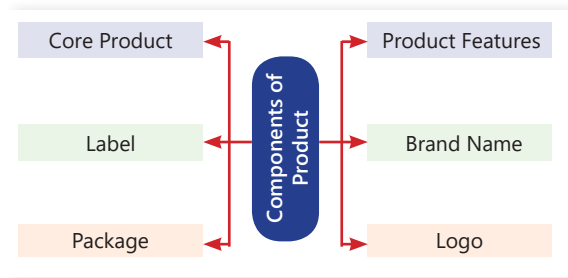 Core Product
Product Features
Components of
Product
Label
Brand Name
Package
Logo